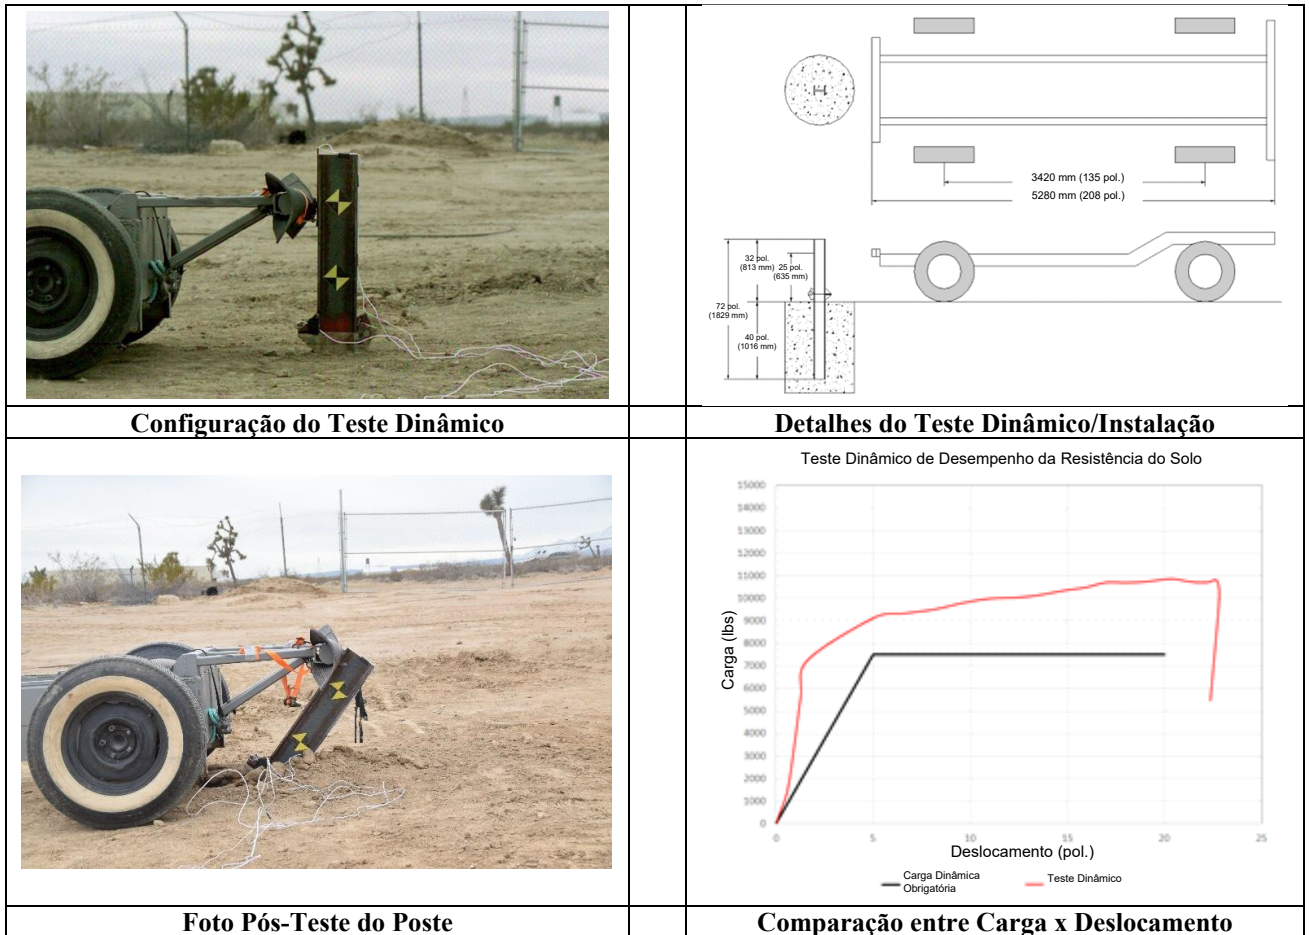 3420 mm (135 pol.)
5280 mm (208 pol.)
32 pol.
(813 mm)
25 pol.
(635 mm)
72 pol.
(1829 mm)
40 pol.
(1016 mm)
Configuração do Teste Dinâmico
Detalhes do Teste Dinâmico/Instalação
Teste Dinâmico de Desempenho da Resistência do Solo
15000
14000
13000
12000
11000
10000
9000
8000
7000
6000
5000
4000
3000
2000
1000
0
Carga (lbs)
0 5 10 15 20 25
Deslocamento (pol.)
Carga Dinâmica
Obrigatória
Teste Dinâmico
Foto Pós-Teste do Poste
Comparação entre Carga x Deslocamento